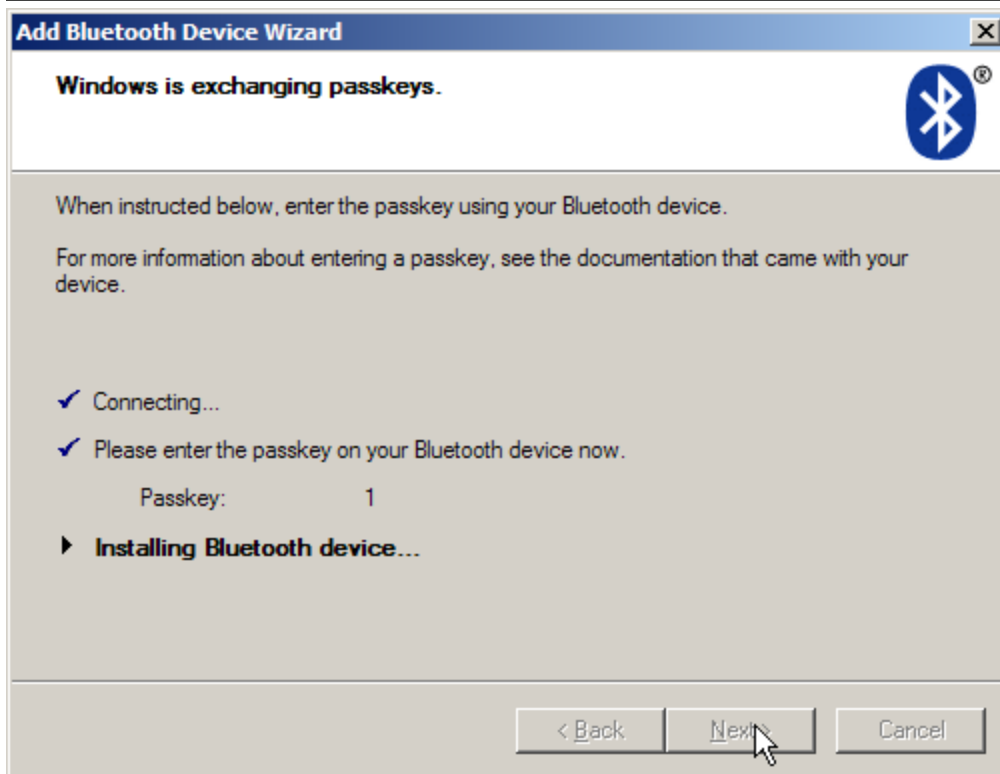 Add Bluetooth Device Wizard
Windows is exchanging passkeys.
®
When instructed below, enter the passkey using your Bluetooth device.
For more information about entering a passkey, see the documentation that came with your
device.
Connecting...
Please enter the passkey on your Bluetooth device now.
Passkey: 1
Installing Bluetooth device...
< Back Next > Cancel